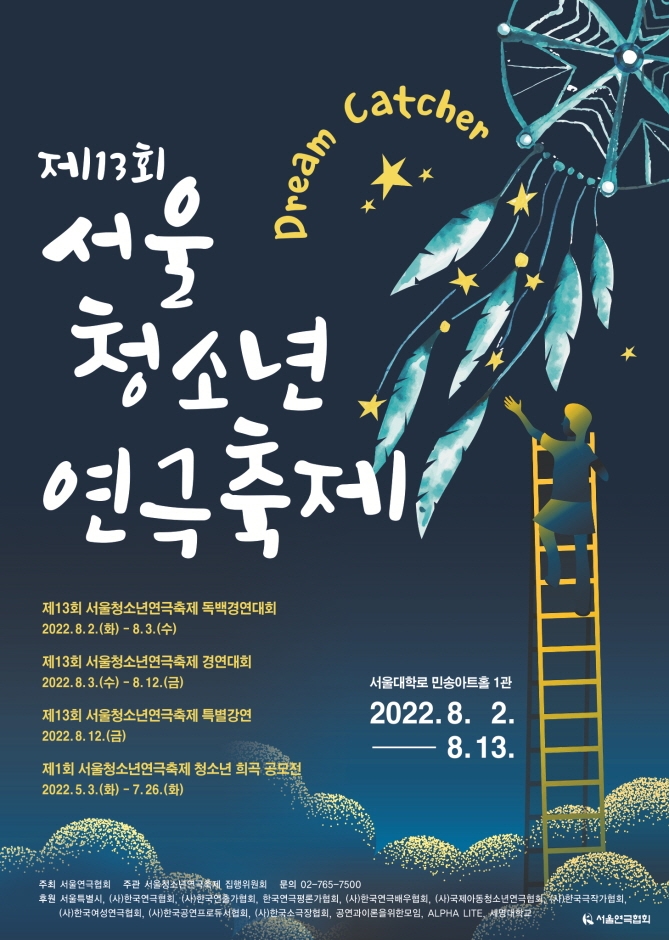 Dream Catcher
제13회
서울
청소년
연극축제
제13회 서울청소년연극축제 독백경연대회
2022.8.2.(화) - 8.3.(수)
제13회 서울청소년연극축제 경연대회
2022.8.3.(수) - 8.12.(금)
제13회 서울청소년연극축제 특별강연
2022.8.12.(금)
제1회 서울청소년연극축제 청소년 희곡 공모전
2022.5.3.(화) - 7.26.(화)
서울대학로 민송아트홀 1관
2022. 8. 2.
— 8.13.
주최 서울연극협회 주관 서울청소년연극축제 집행위원회 문의 02-765-7500
후원 서울특별시, (사)한국연극협회, (사)한국연출가협회, 한국연극평론가협회, (사)한국연극배우협회, (사)국제아동청소년연극협회, (사)한국극작가협회,
(사)한국여성연극협회, (사)한국공연프로듀서협회, (사)한국소극장협회, 공연과이론을위한모임, ALPHA LITE, 세명대학교
서울연극협회